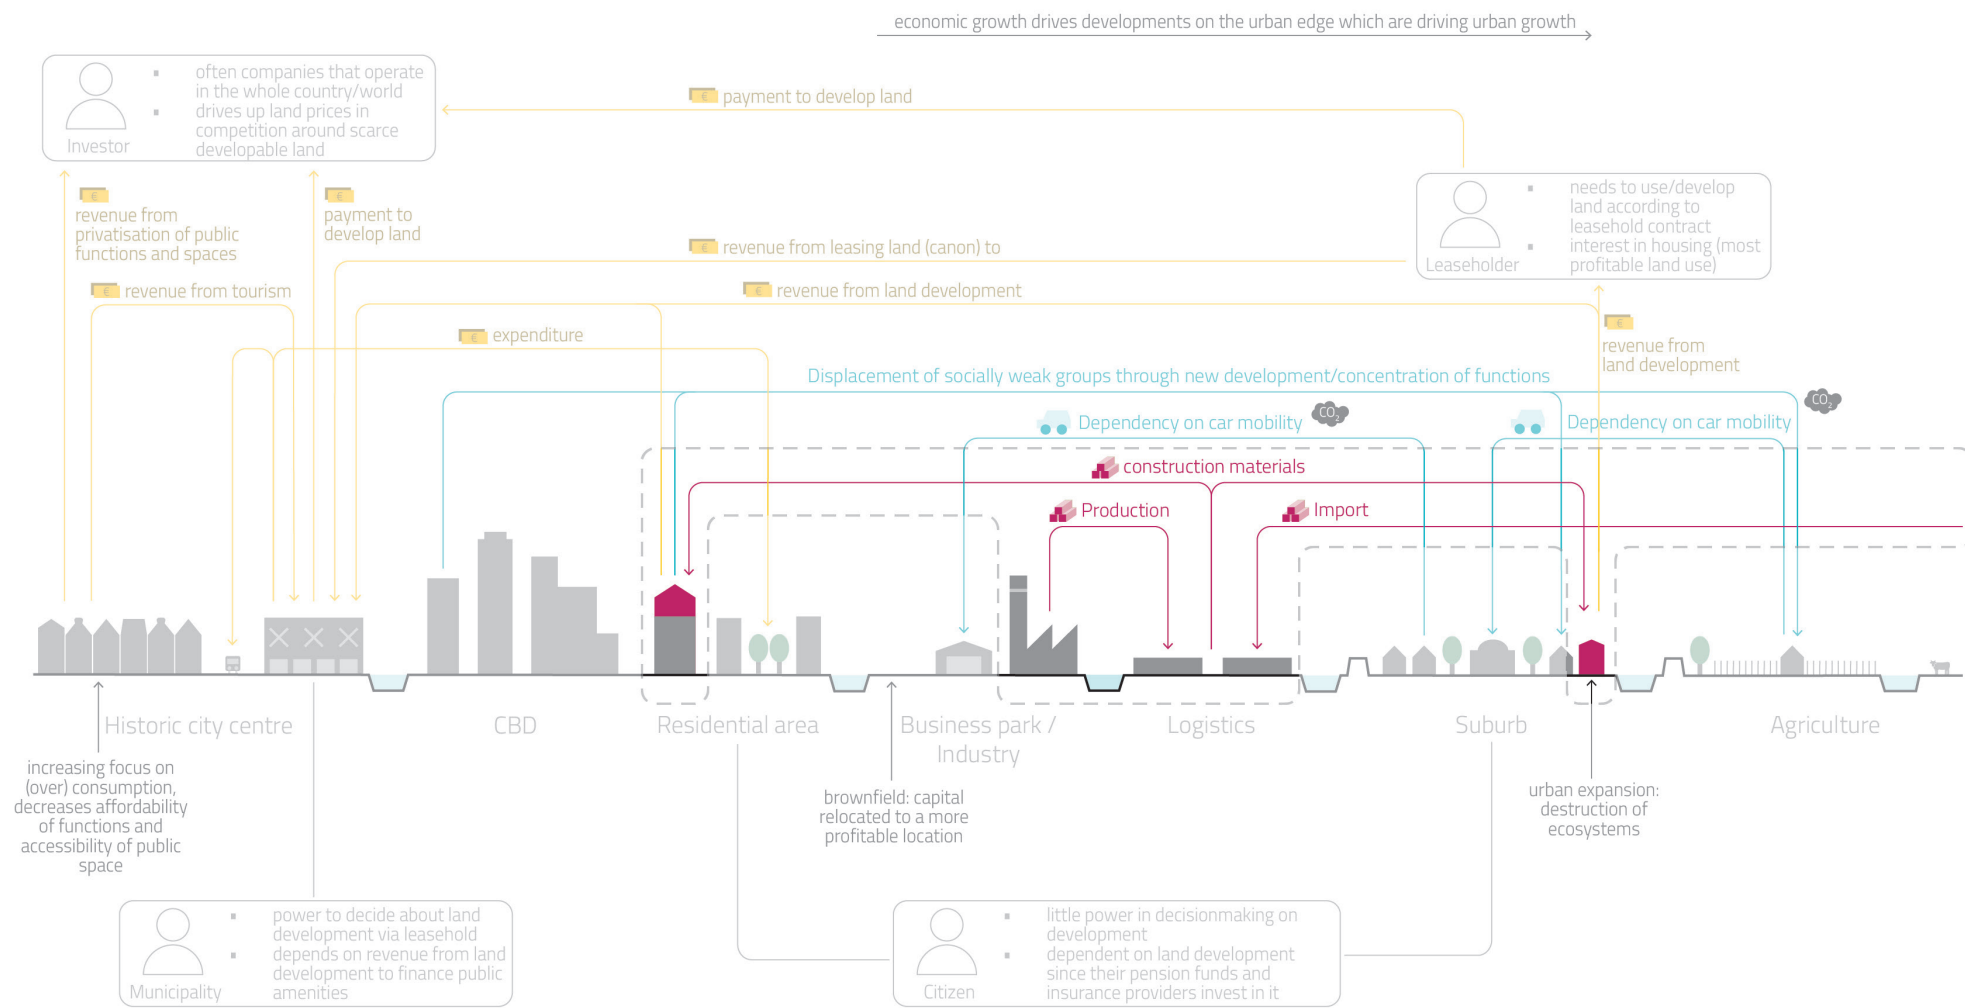 economic growth drives developments on the urban edge which are driving urban growth
often companies that operate
in the whole country/world
drives up land prices in
competition around scarce
developable land
Investor
€ payment to develop land
needs to use/develop
land according to
leasehold contract
interest in housing (most
profitable land use)
Leaseholder
€
revenue from
privatisation of public
functions and spaces
€
payment to
develop land
€ revenue from leasing land (canon) to
€ revenue from tourism
€ revenue from land development
€ expenditure
€
revenue from
land development
Displacement of socially weak groups through new development/concentration of functions
Dependency on car mobility
CO2
Dependency on car mobility
CO2
construction materials
Production
Import
Historic city centre
CBD
Residential area
Business park /
Industry
Logistics
Suburb
Agriculture
increasing focus on
(over) consumption,
decreases affordability
of functions and
accessibility of public
space
brownfield: capital
relocated to a more
profitable location
urban expansion:
destruction of
ecosystems
power to decide about land
development via leasehold
depends on revenue from land
development to finance public
amenities
Municipality
little power in decisionmaking on
development
dependent on land development
since their pension funds and
insurance providers invest in it
Citizen